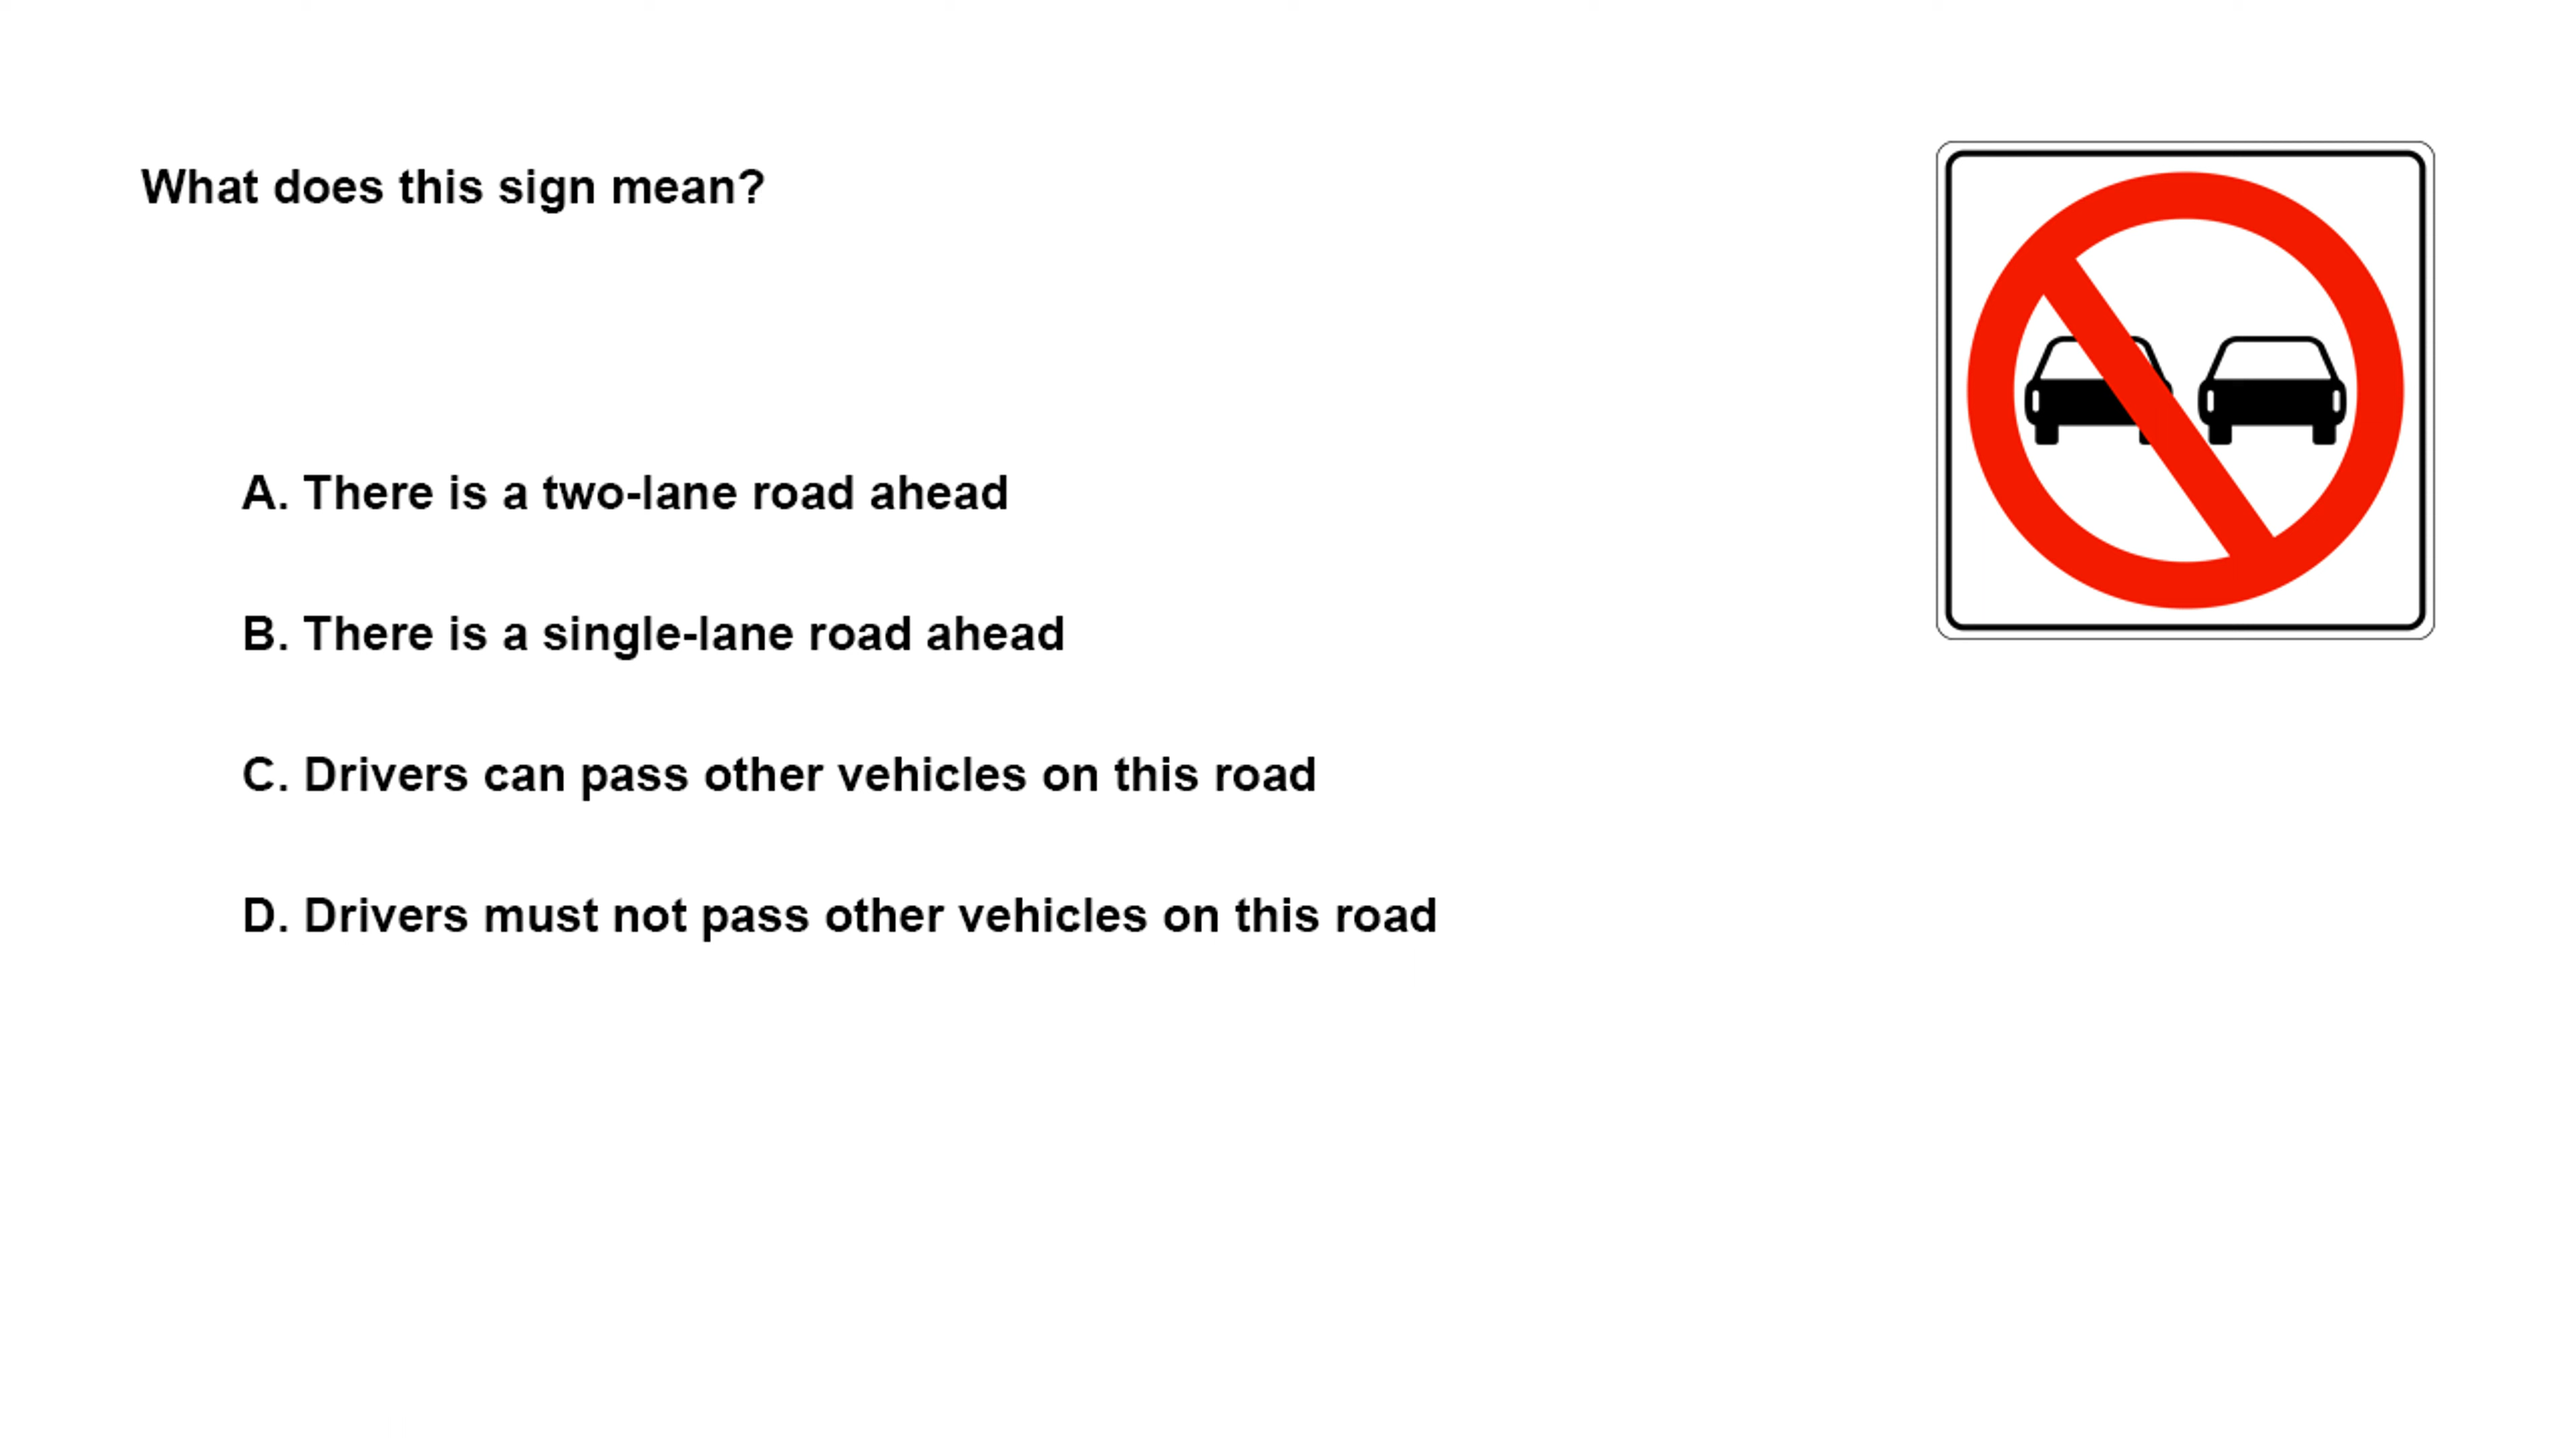 What does this sign mean?
A. There is a two-lane road ahead
B. There is a single-lane road ahead
C. Drivers can pass other vehicles on this road
D. Drivers must not pass other vehicles on this road